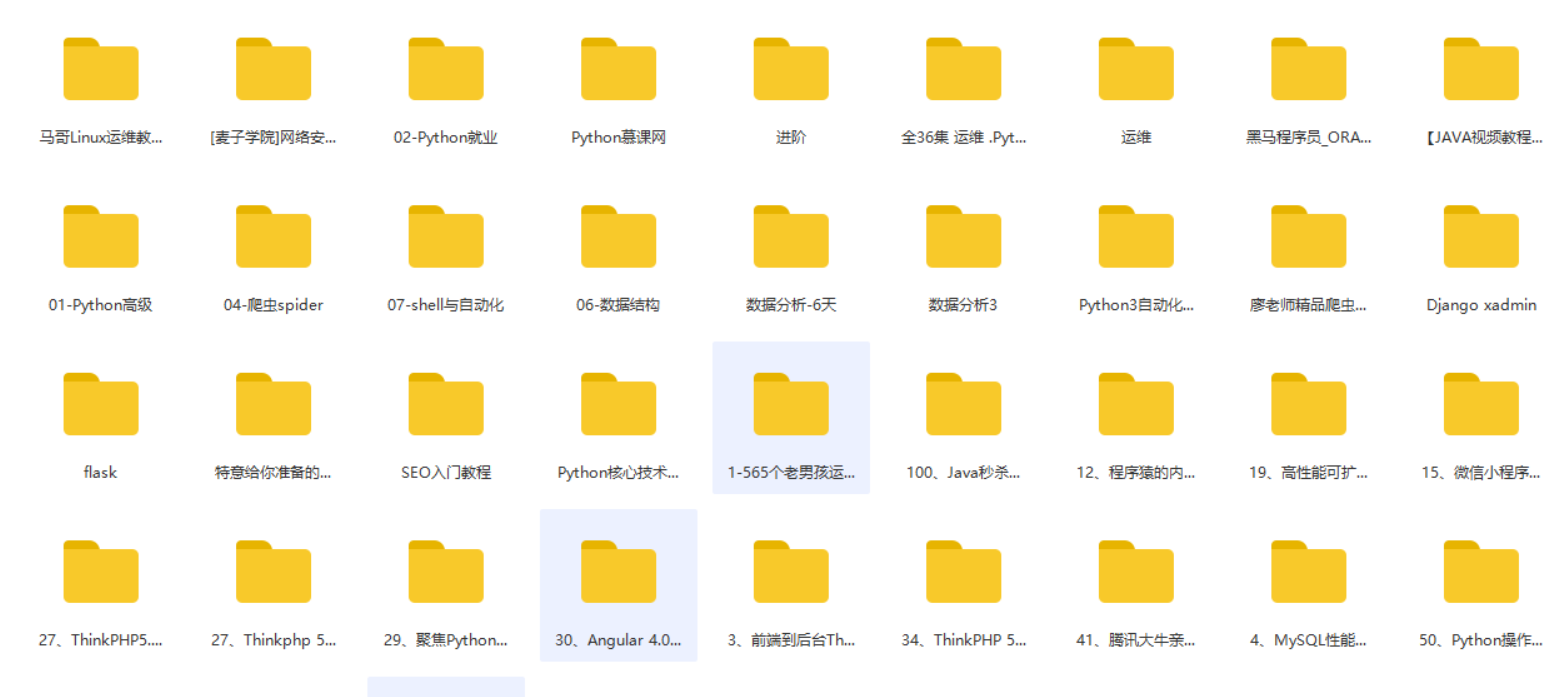 马哥Linux运维教...
[麦子学院]网络安...
02-Python就业
Python慕课网
进阶
全36集 运维 .Pyt...
运维
黑马程序员_ORA...
【JAVA视频教程...
01-Python高级
04-爬虫spider
07-shell与自动化
06-数据结构
数据分析-6天
数据分析3
Python3自动化...
廖老师精品爬虫...
Django xadmin
flask
特意给你准备的...
SEO入门教程
Python核心技术...
1-565个老男孩运...
100、Java秒杀...
12、程序猿的内...
19、高性能可扩...
15、微信小程序...
27、ThinkPHP5....
27、Thinkphp 5...
29、聚焦Python...
30、Angular 4.0...
3、前端到后台Th...
34、ThinkPHP 5...
41、腾讯大牛亲...
4、MySQL性能...
50、Python操作...